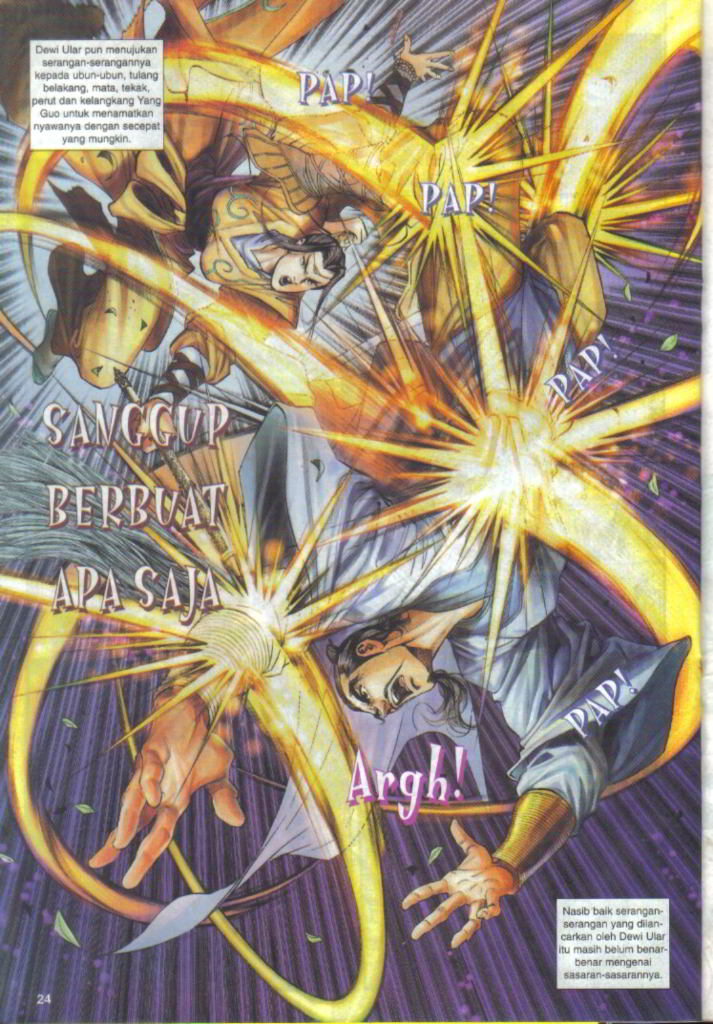 Dewi Ular pun menujukan
serangan-serangannya
kepada ubun-ubun, tulang
belakang, mata, tekak,
perut dan kelangkang Yang
Guo untuk menamatkan
nyawanya dengan secepat
yang mungkin.
PAP!
PAP!
PAP!
SANGGUP
BERBUAT
APA SAJA
PAP!
Argh!
Nasib baik serangan-
serangan yang dilan-
carkan oleh Dewi Ular
itu masih belum benar-
benar mengenai
sasaran-sasarannya.
24